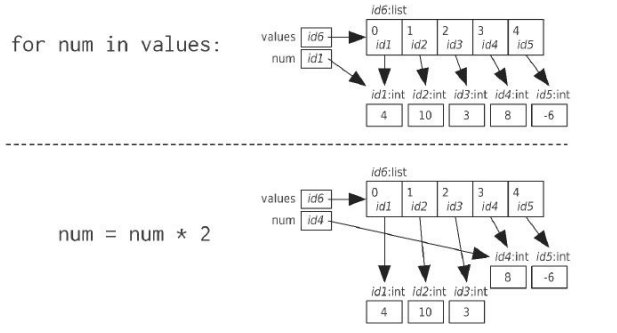 id6:list
for num in values:
values id6
0 1 2 3 4
id1 id2 id3 id4 id5
num id1
id1:int id2:int id3:int id4:int id5:int
4 10 3 8 -6
id6:list
values id6
0 1 2 3 4
id1 id2 id3 id4 id5
num id4
num = num * 2
id4:int id5:int
8 -6
id1:int id2:int id3:int
4 10 3